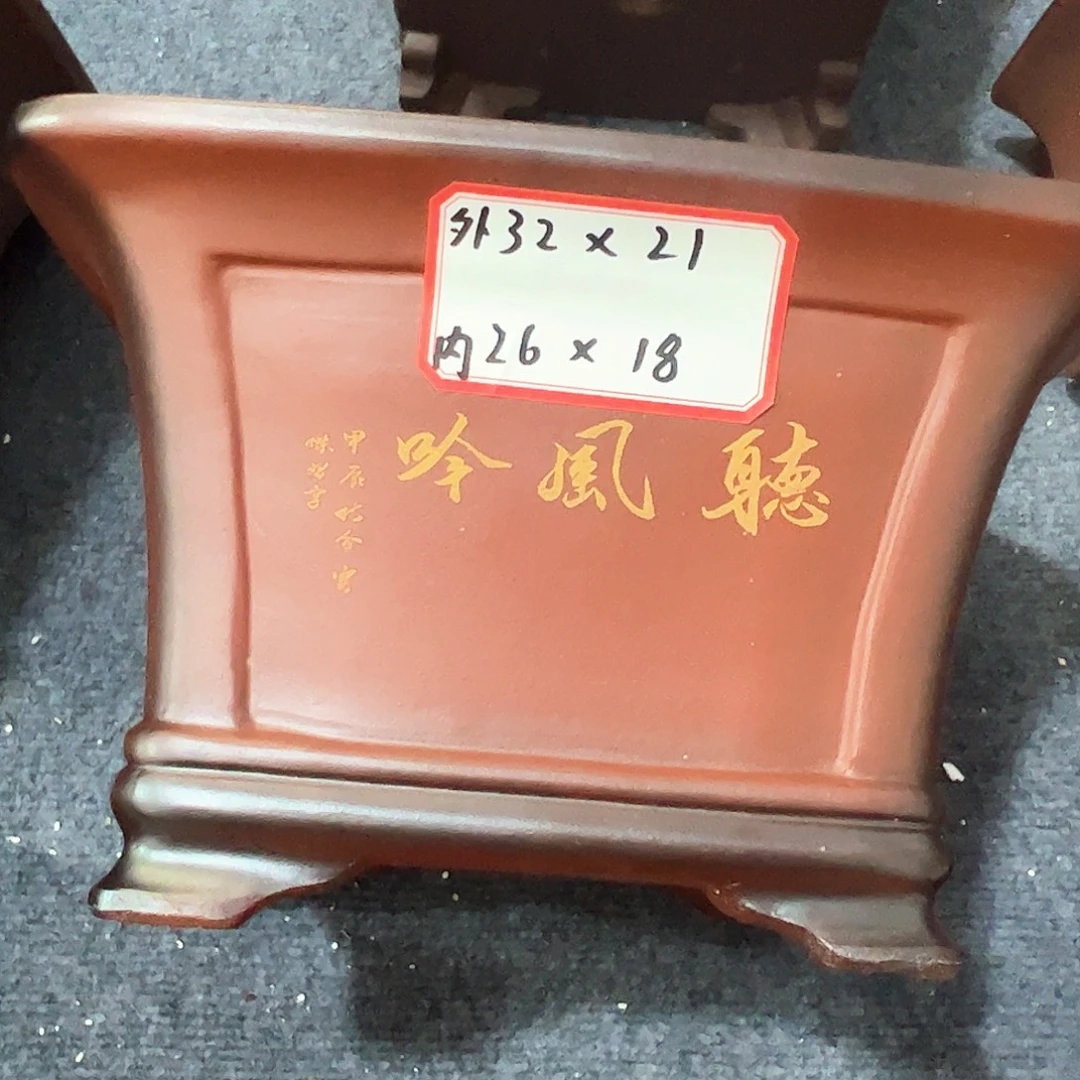 外32 × 21
内26 × 18
聽風吟
甲辰